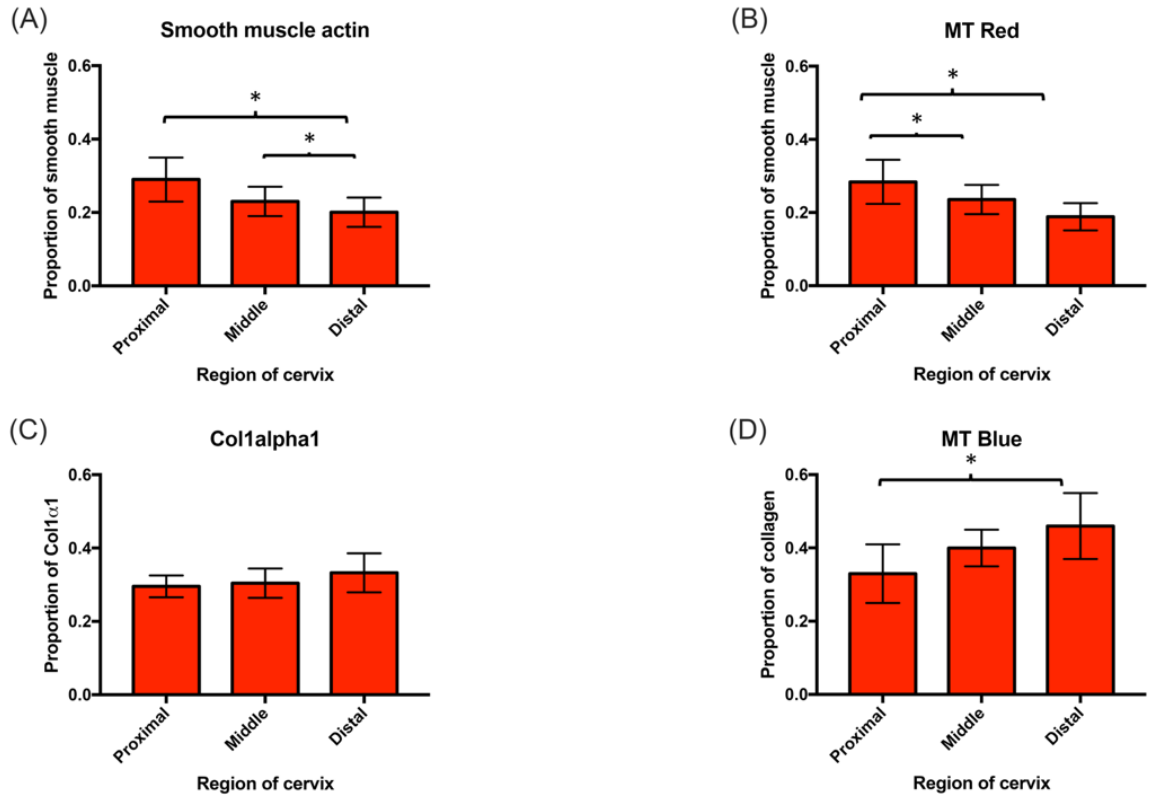 (A)
Smooth muscle actin
Proportion of smooth muscle
0.6
0.4
0.2
0.0
*
*
Proximal
Middle
Distal
Region of cervix
(B)
MT Red
Proportion of smooth muscle
0.6
0.4
0.2
0.0
*
*
Proximal
Middle
Distal
Region of cervix
(C)
Col1alpha1
Proportion of Col1α1
0.6
0.4
0.2
0.0
Proximal
Middle
Distal
Region of cervix
(D)
MT Blue
Proportion of collagen
0.6
0.4
0.2
0.0
*
Proximal
Middle
Distal
Region of cervix